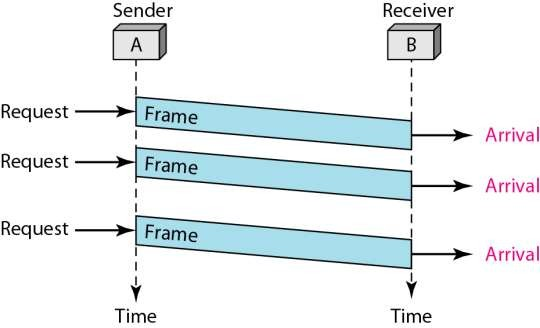 Sender
Receiver
A
B
Request
Frame
Arrival
Request
Frame
Arrival
Request
Frame
Arrival
Time
Time